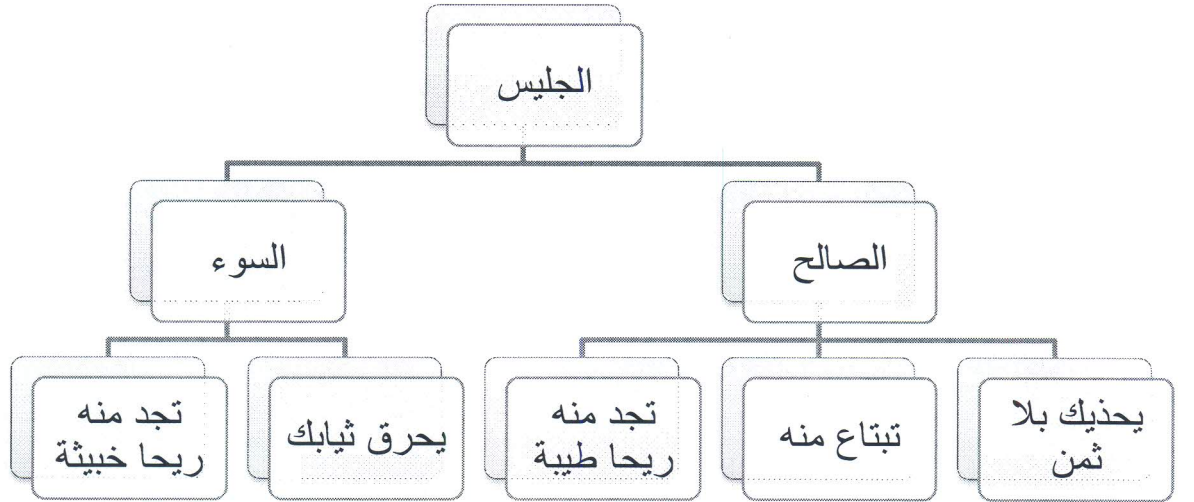 الجليس
الصالح
السوء
يحذيك بلا
ثمن
تبتاع منه
تجد منه
ريحا طيبة
يحرق ثيابك
تجد منه
ريحا خبيثة